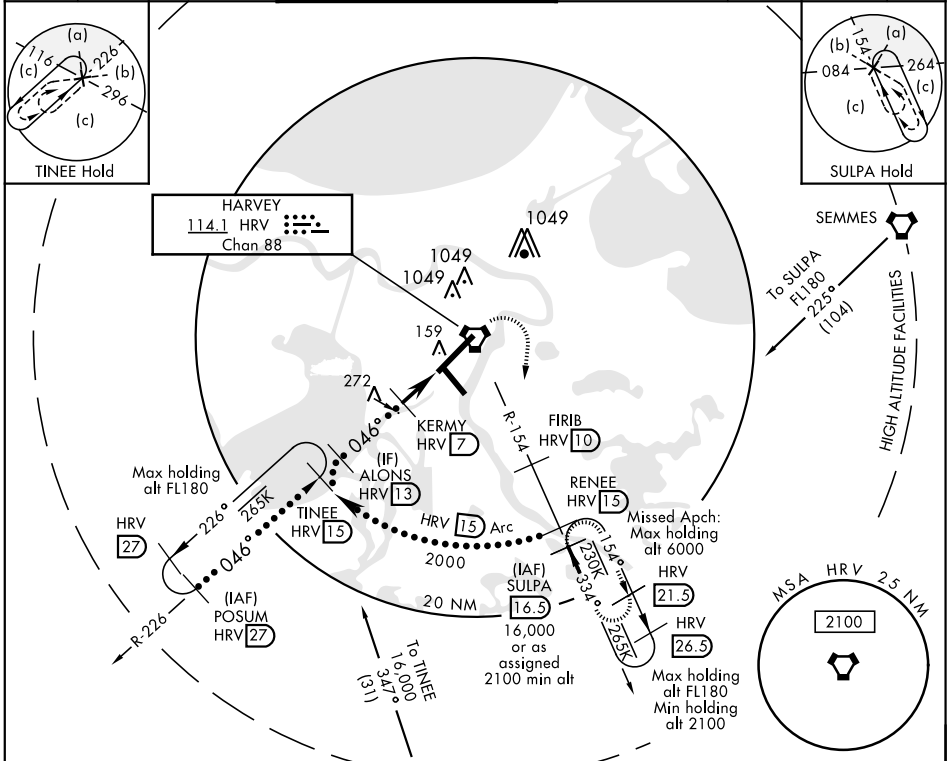 (a)
116
226
(c)
(b)
296
(c)
TINEE Hold
(a)
154
(b)
084
264
(c)
(c)
SULPA Hold
HARVEY
114.1 HRV
Chan 88
1049
1049
1049
SEMMES
To SULPA
FL180
225°
(104)
HIGH ALTITUDE FACILITIES
159
272
KERMY
HRV 7
R-154
FIRIB
HRV 10
046°
(IF)
ALONS
HRV 13
RENEE
HRV 15
Max holding
alt FL180
226°
265K
TINEE
HRV 15
HRV 15 Arc
2000
Missed Apch:
Max holding
alt 6000
HRV
27
046°
154°
230K
334°
265K
HRV
21.5
HRV
26.5
(IAF)
SULPA
16.5
16,000
or as
assigned
2100 min alt
(IAF)
POSUM
HRV 27
R-226
20 NM
To TINEE
16,000
347°
(31)
Max holding
alt FL180
Min holding
alt 2100
MSA HRV 25 NM
2100